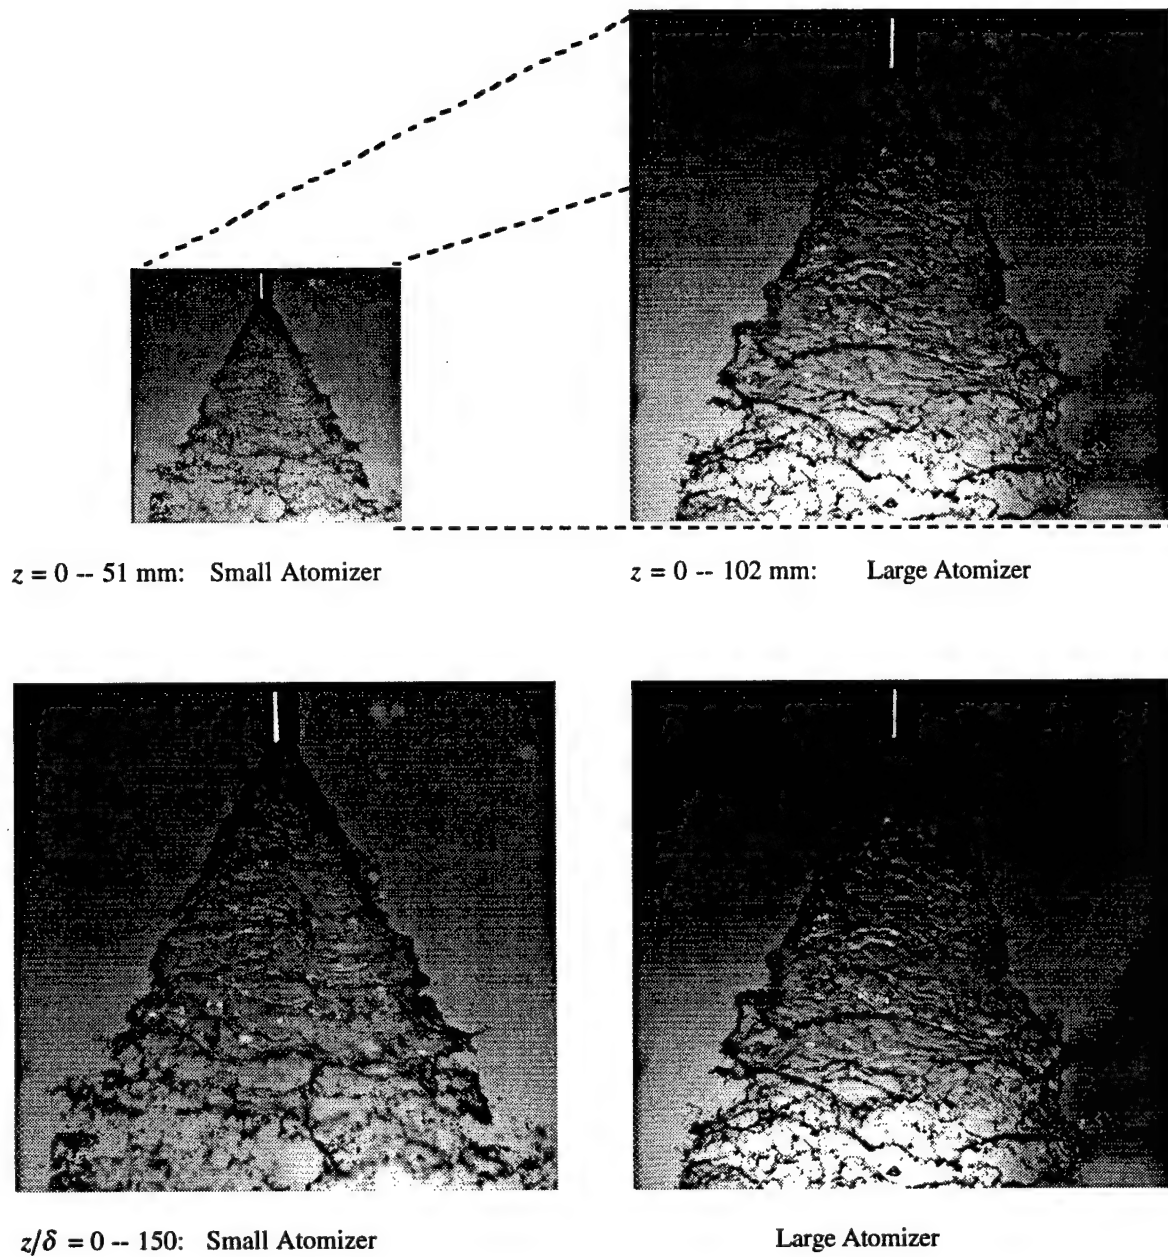 z = 0 -- 51 mm: Small Atomizer
z = 0 -- 102 mm: Large Atomizer
z/δ = 0 -- 150: Small Atomizer
Large Atomizer